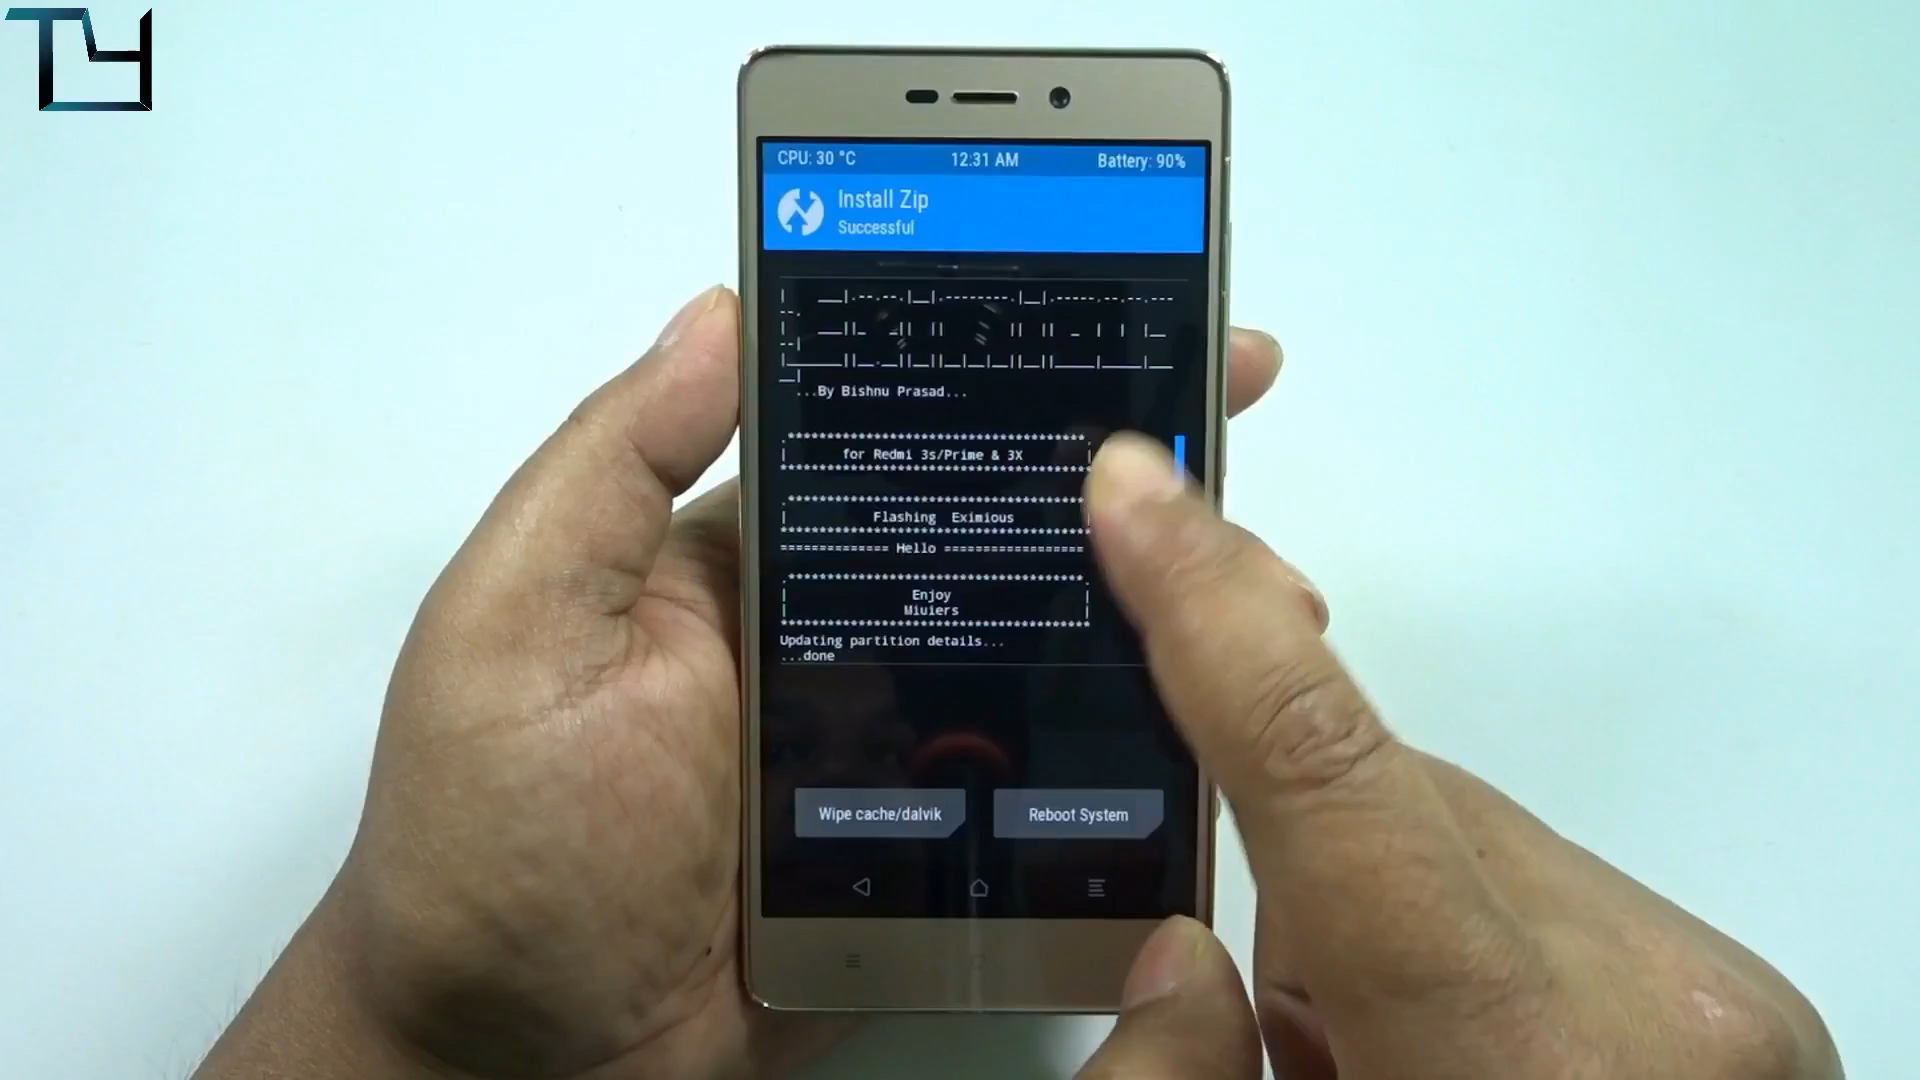 TY
CPU: 30 °C 12:31 AM Battery: 90%
Install Zip
Successful
...By Bishnu Prasad...
for Redmi 3s/Prime & 3X
Flashing Eximious
============== Hello ==================
Enjoy
Miuiers
Updating partition details...
...done
Wipe cache/dalvik Reboot System